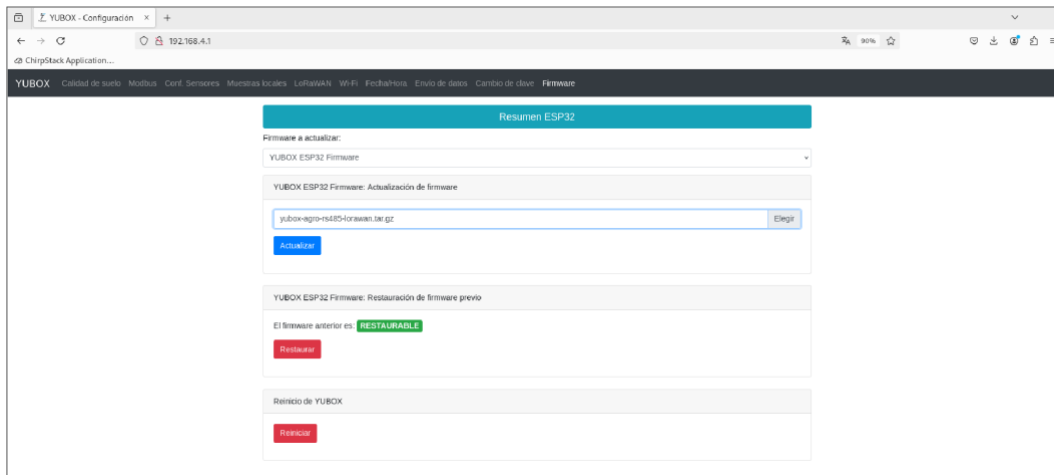 YUBOX - Configuración
192.168.4.1
90%
ChirpStack Application...
YUBOX Calidad de suelo Modbus Conf. Sensores Muestras locales LoRaWAN Wi-Fi Fecha/Hora Envío de datos Cambio de clave Firmware
Resumen ESP32
Firmware a actualizar:
YUBOX ESP32 Firmware
YUBOX ESP32 Firmware: Actualización de firmware
yubox-agro-rs485-lorawan.tar.gz Elegir
Actualizar
YUBOX ESP32 Firmware: Restauración de firmware previo
El firmware anterior es: RESTAURABLE
Restaurar
Reinicio de YUBOX
Reiniciar